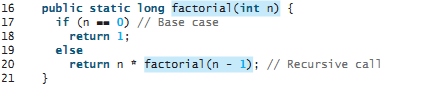 16 public static long factorial(int n) {
17 if (n == 0) // Base case
18 return 1;
19 else
20 return n * factorial(n - 1); // Recursive call
21 }